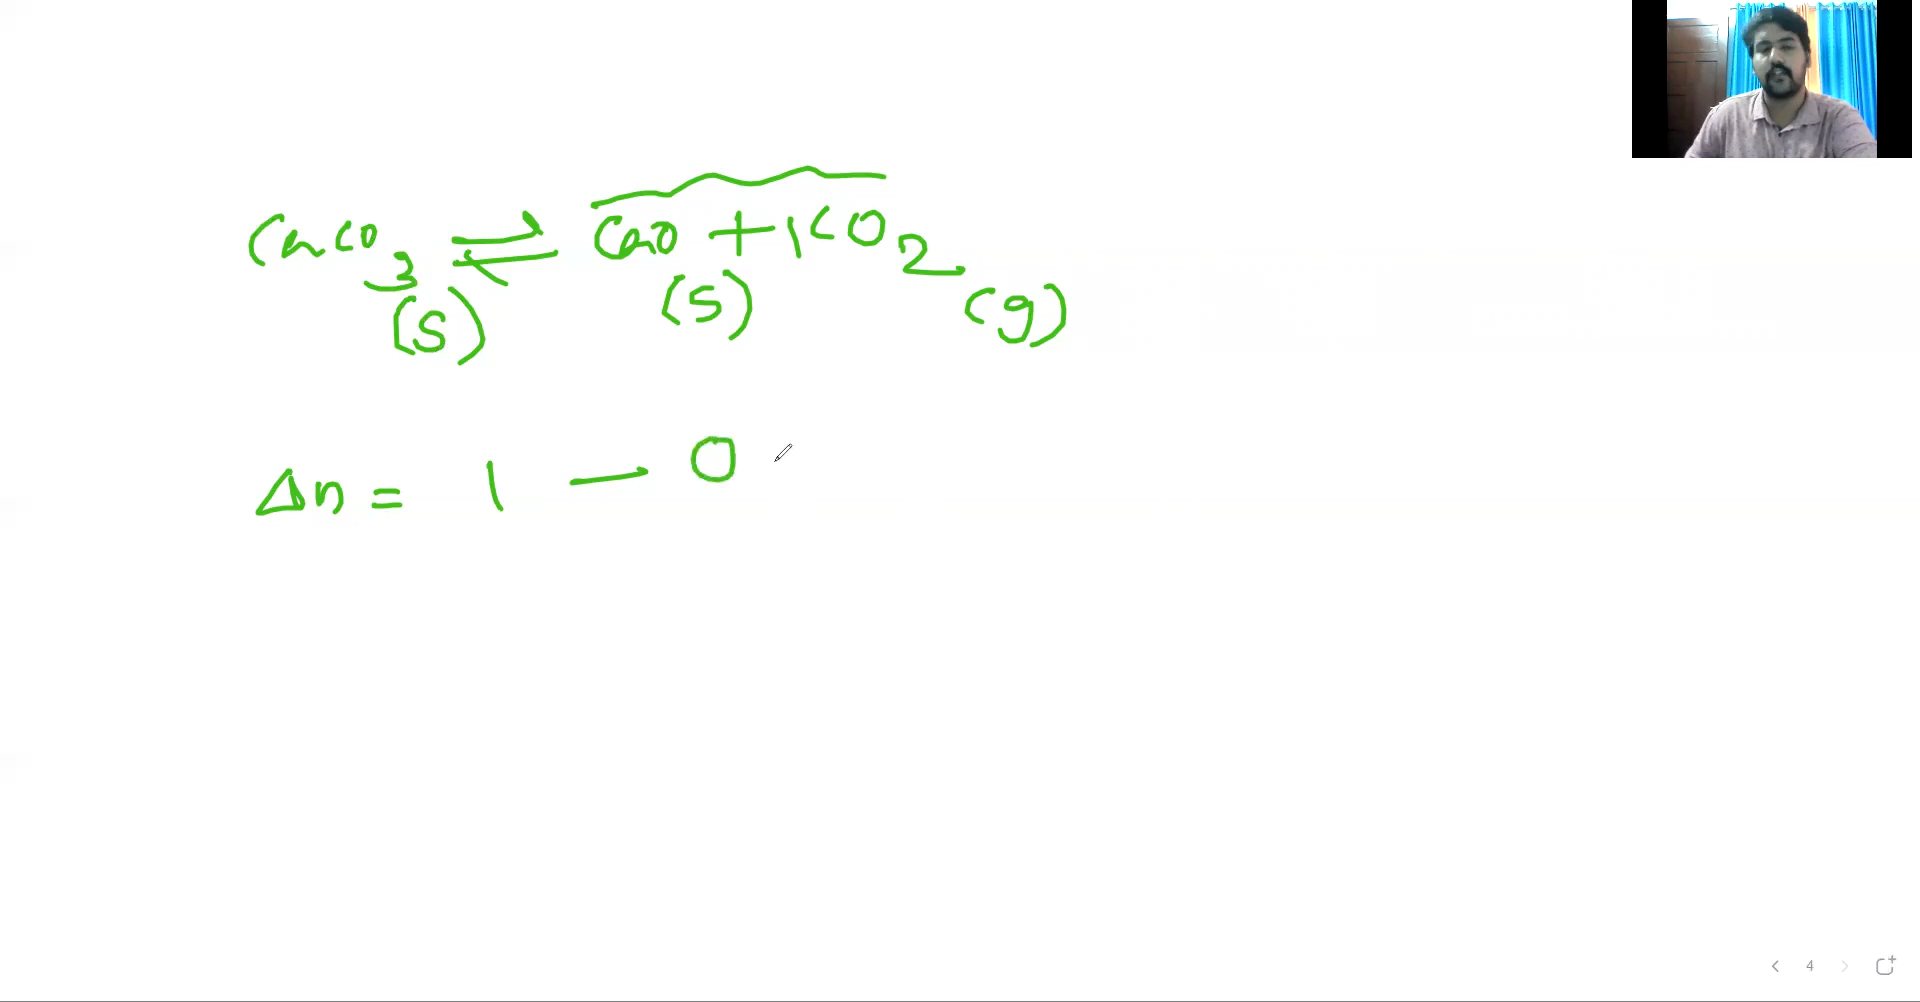 CaCO3 ⇌ CaO + 1CO2
(s) (s) (g)
Δn = 1 — 0
4